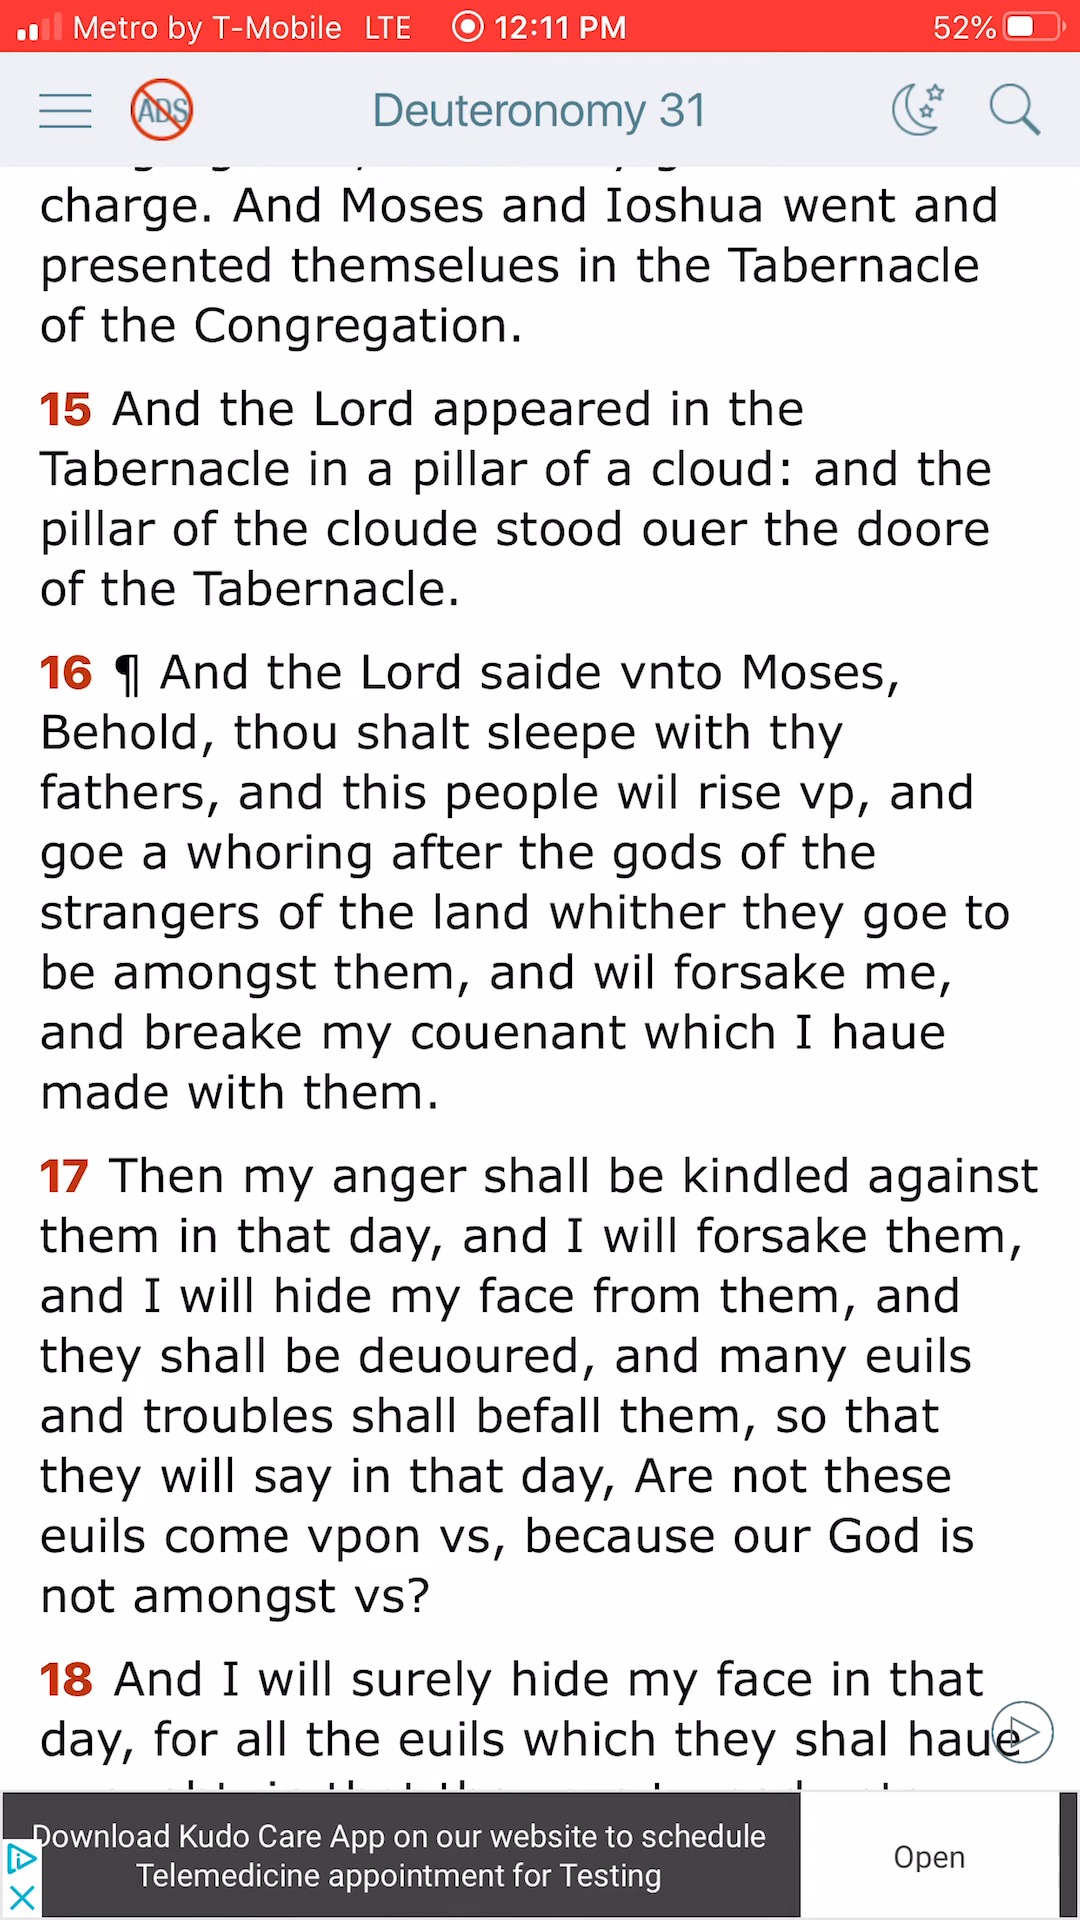 Metro by T-Mobile LTE 12:11 PM 52%
ADS Deuteronomy 31
charge. And Moses and Ioshua went and
presented themselues in the Tabernacle
of the Congregation.
15 And the Lord appeared in the
Tabernacle in a pillar of a cloud: and the
pillar of the cloude stood ouer the doore
of the Tabernacle.
16 ¶ And the Lord saide vnto Moses,
Behold, thou shalt sleepe with thy
fathers, and this people wil rise vp, and
goe a whoring after the gods of the
strangers of the land whither they goe to
be amongst them, and wil forsake me,
and breake my couenant which I haue
made with them.
17 Then my anger shall be kindled against
them in that day, and I will forsake them,
and I will hide my face from them, and
they shall be deuoured, and many euils
and troubles shall befall them, so that
they will say in that day, Are not these
euils come vpon vs, because our God is
not amongst vs?
18 And I will surely hide my face in that
day, for all the euils which they shal haue
Download Kudo Care App on our website to schedule
Telemedicine appointment for Testing
Open